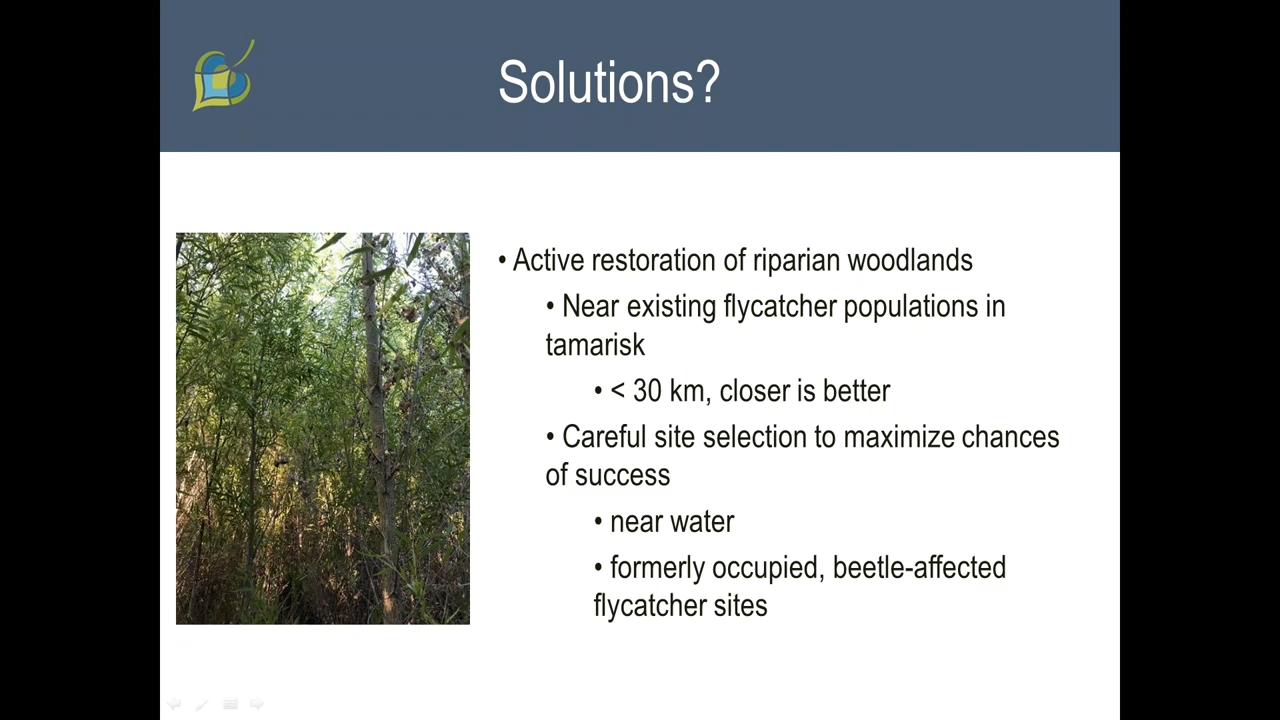 Solutions?
• Active restoration of riparian woodlands
• Near existing flycatcher populations in
tamarisk
• < 30 km, closer is better
• Careful site selection to maximize chances
of success
• near water
• formerly occupied, beetle-affected
flycatcher sites